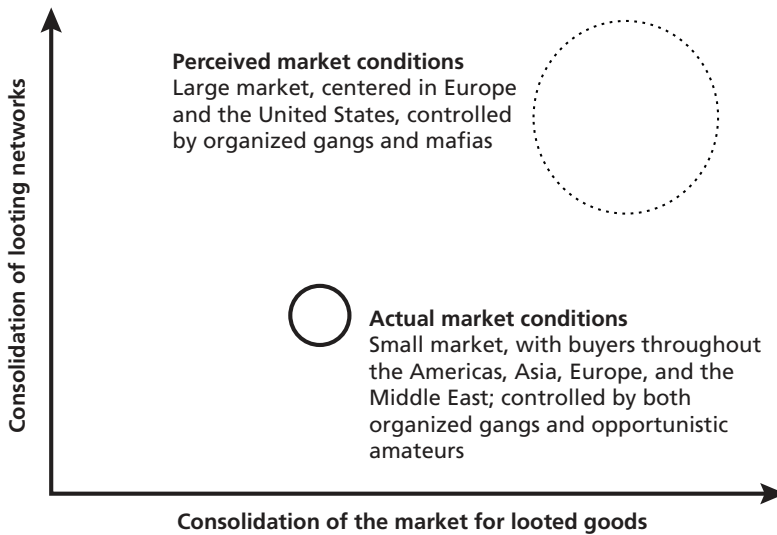 Perceived market conditions
Large market, centered in Europe
and the United States, controlled
by organized gangs and mafias
Consolidation of looting networks
Actual market conditions
Small market, with buyers throughout
the Americas, Asia, Europe, and the
Middle East; controlled by both
organized gangs and opportunistic
amateurs
Consolidation of the market for looted goods